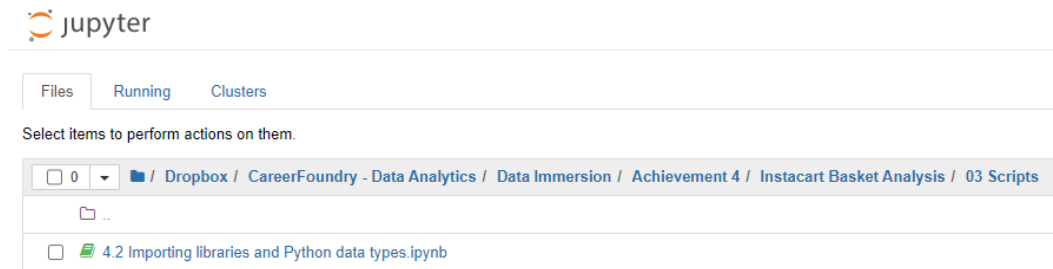 jupyter
Files Running Clusters
Select items to perform actions on them.
0 / Dropbox / CareerFoundry - Data Analytics / Data Immersion / Achievement 4 / Instacart Basket Analysis / 03 Scripts
..
4.2 Importing libraries and Python data types.ipynb